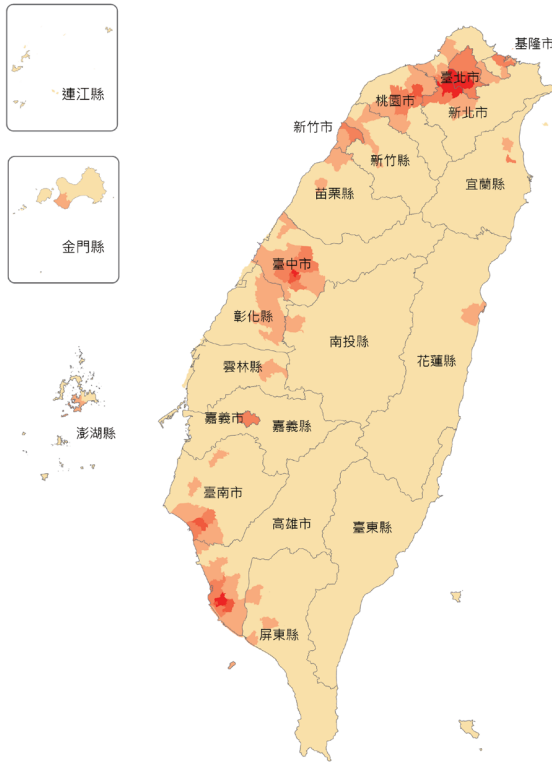 基隆市
連江縣
臺北市
桃園市
新北市
新竹市
新竹縣
宜蘭縣
苗栗縣
金門縣
臺中市
彰化縣
南投縣
花蓮縣
雲林縣
嘉義市
嘉義縣
澎湖縣
臺南市
高雄市
臺東縣
屏東縣